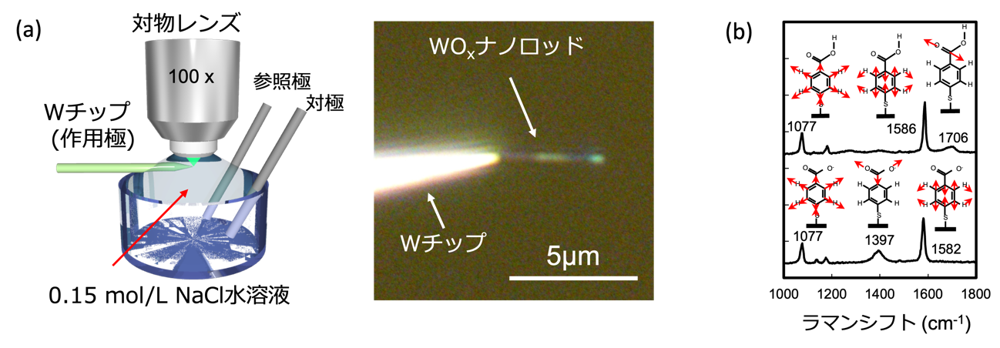 (a)
対物レンズ
100 x
参照極
対極
Wチップ
(作用極)
0.15 mol/L NaCl水溶液
WOxナノロッド
Wチップ
5μm
(b)
H
O
O
H
H
H
H
S
H
O
O
H
H
H
H
S
H
O
O
H
H
H
H
S
1077
1586
1706
O
O-
H
H
H
H
S
O
O-
H
H
H
H
S
O
O-
H
H
H
H
S
1077
1397
1582
1000 1200 1400 1600 1800
ラマンシフト (cm-1)